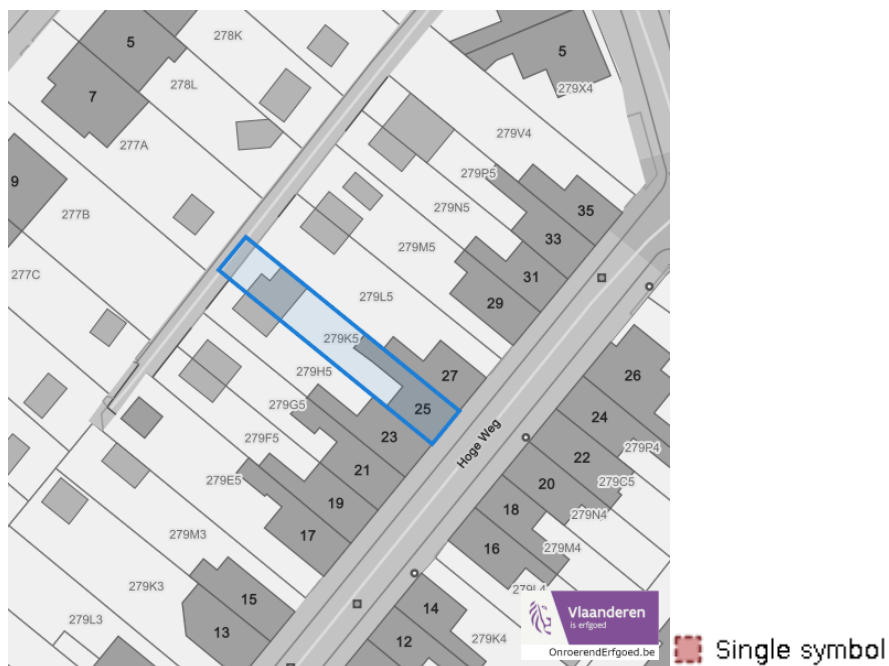 278K
5
5
278L
7
279X4
277A
279V4
279P5
9
279N5
35
277B
33
279M5
31
277C
279L5
29
279K5
27
26
279H5
25
279G5
24
23
279F5
Hoge Weg
279P4
22
21
279E5
20
279C5
19
18
279N4
17
279M3
16
279M4
279K3
279L4
15
14
Vlaanderen
is erfgoed
279L3
13
12
279K4
OnroerendErfgoed.be
Single symbol